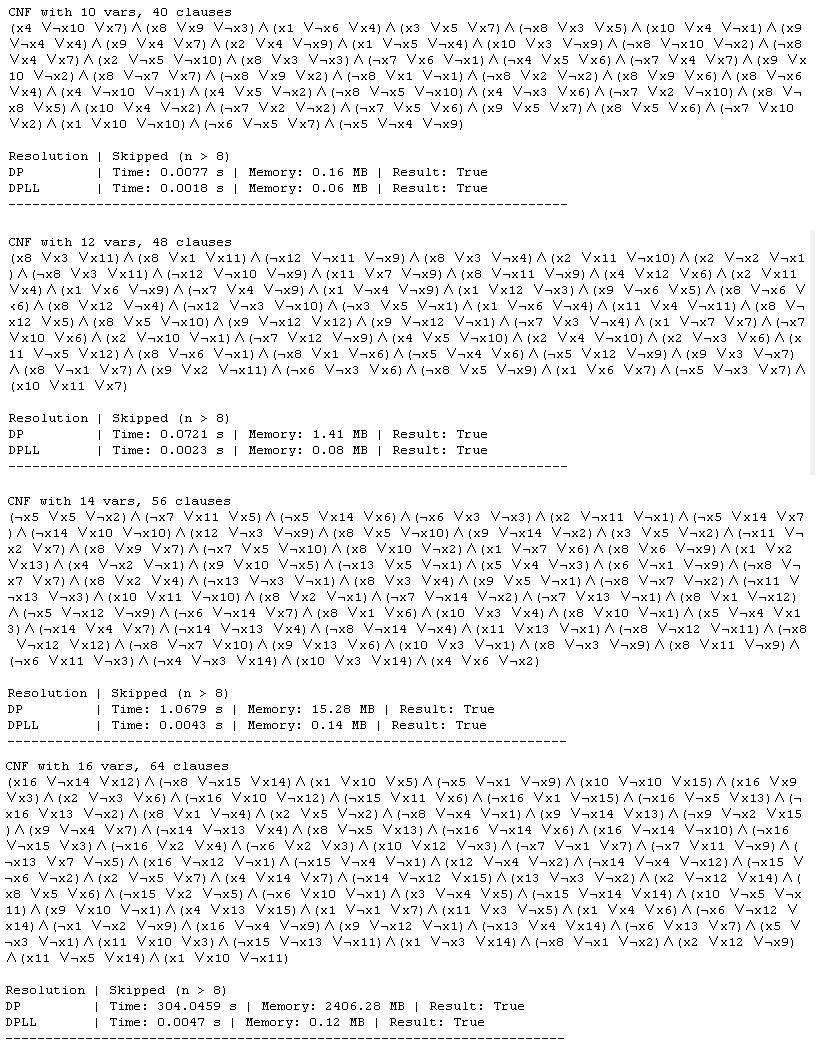 CNF with 10 vars, 40 clauses
(x4 ∨¬x10 ∨x7)∧(x8 ∨x9 ∨¬x3)∧(x1 ∨¬x6 ∨x4)∧(x3 ∨x5 ∨x7)∧(¬x8 ∨x3 ∨x5)∧(x10 ∨x4 ∨¬x1)∧(x9
∨¬x4 ∨x4)∧(x9 ∨x4 ∨x7)∧(x2 ∨x4 ∨¬x9)∧(x1 ∨¬x5 ∨¬x4)∧(x10 ∨x3 ∨¬x9)∧(¬x8 ∨¬x10 ∨¬x2)∧(¬x8
∨x4 ∨x7)∧(x2 ∨¬x5 ∨¬x10)∧(x8 ∨x3 ∨¬x3)∧(¬x7 ∨x6 ∨¬x1)∧(¬x4 ∨x5 ∨x6)∧(¬x7 ∨x4 ∨x7)∧(x9 ∨x
10 ∨¬x2)∧(x8 ∨¬x7 ∨x7)∧(¬x8 ∨x9 ∨x2)∧(¬x8 ∨x1 ∨¬x1)∧(¬x8 ∨x2 ∨¬x2)∧(x8 ∨x9 ∨x6)∧(x8 ∨¬x6
∨x4)∧(x4 ∨¬x10 ∨¬x1)∧(x4 ∨x5 ∨¬x2)∧(¬x8 ∨¬x5 ∨¬x10)∧(x4 ∨¬x3 ∨x6)∧(¬x7 ∨x2 ∨¬x10)∧(x8 ∨¬
x8 ∨x5)∧(x10 ∨x4 ∨¬x2)∧(¬x7 ∨x2 ∨¬x2)∧(¬x7 ∨x5 ∨x6)∧(x9 ∨x5 ∨x7)∧(x8 ∨x5 ∨x6)∧(¬x7 ∨x10
∨x2)∧(x1 ∨x10 ∨¬x10)∧(¬x6 ∨¬x5 ∨x7)∧(¬x5 ∨¬x4 ∨¬x9)
Resolution | Skipped (n > 8)
DP | Time: 0.0077 s | Memory: 0.16 MB | Result: True
DPLL | Time: 0.0018 s | Memory: 0.06 MB | Result: True
----------------------------------------------------------------------
CNF with 12 vars, 48 clauses
(x8 ∨x3 ∨x11)∧(x8 ∨x1 ∨x11)∧(¬x12 ∨¬x11 ∨¬x9)∧(x8 ∨x3 ∨¬x4)∧(x2 ∨x11 ∨¬x10)∧(x2 ∨¬x2 ∨¬x1
)∧(¬x8 ∨x3 ∨x11)∧(¬x12 ∨¬x10 ∨¬x9)∧(x11 ∨x7 ∨¬x9)∧(x8 ∨¬x11 ∨¬x9)∧(x4 ∨x12 ∨x6)∧(x2 ∨x11
∨x4)∧(x1 ∨x6 ∨¬x9)∧(¬x7 ∨x4 ∨¬x9)∧(x1 ∨¬x4 ∨¬x9)∧(x1 ∨x12 ∨¬x3)∧(x9 ∨¬x6 ∨x5)∧(x8 ∨¬x6 ∨
‹6)∧(x8 ∨x12 ∨¬x4)∧(¬x12 ∨¬x3 ∨¬x10)∧(¬x3 ∨x5 ∨¬x1)∧(x1 ∨¬x6 ∨¬x4)∧(x11 ∨x4 ∨¬x11)∧(x8 ∨¬
x12 ∨x5)∧(x8 ∨x5 ∨¬x10)∧(x9 ∨¬x12 ∨x12)∧(x9 ∨¬x12 ∨¬x1)∧(¬x7 ∨x3 ∨¬x4)∧(x1 ∨¬x7 ∨x7)∧(¬x7
∨x10 ∨x6)∧(x2 ∨¬x10 ∨¬x1)∧(¬x7 ∨x12 ∨¬x9)∧(x4 ∨x5 ∨¬x10)∧(x2 ∨x4 ∨¬x10)∧(x2 ∨¬x3 ∨x6)∧(x
11 ∨¬x5 ∨x12)∧(x8 ∨¬x6 ∨¬x1)∧(¬x8 ∨x1 ∨¬x6)∧(¬x5 ∨¬x4 ∨x6)∧(¬x5 ∨x12 ∨¬x9)∧(x9 ∨x3 ∨¬x7)
∧(x8 ∨¬x1 ∨x7)∧(x9 ∨x2 ∨¬x11)∧(¬x6 ∨¬x3 ∨x6)∧(¬x8 ∨x5 ∨¬x9)∧(x1 ∨x6 ∨x7)∧(¬x5 ∨¬x3 ∨x7)∧
(x10 ∨x11 ∨x7)
Resolution | Skipped (n > 8)
DP | Time: 0.0721 s | Memory: 1.41 MB | Result: True
DPLL | Time: 0.0023 s | Memory: 0.08 MB | Result: True
----------------------------------------------------------------------
CNF with 14 vars, 56 clauses
(¬x5 ∨x5 ∨¬x2)∧(¬x7 ∨x11 ∨x5)∧(¬x5 ∨x14 ∨x6)∧(¬x6 ∨x3 ∨¬x3)∧(x2 ∨¬x11 ∨¬x1)∧(¬x5 ∨x14 ∨x7
)∧(¬x14 ∨x10 ∨¬x10)∧(x12 ∨¬x3 ∨¬x9)∧(x8 ∨x5 ∨¬x10)∧(x9 ∨¬x14 ∨¬x2)∧(x3 ∨x5 ∨¬x2)∧(¬x11 ∨¬
x2 ∨x7)∧(x8 ∨x9 ∨x7)∧(¬x7 ∨x5 ∨¬x10)∧(x8 ∨x10 ∨¬x2)∧(x1 ∨¬x7 ∨x6)∧(x8 ∨x6 ∨¬x9)∧(x1 ∨x2
∨x13)∧(x4 ∨¬x2 ∨¬x1)∧(x9 ∨x10 ∨¬x5)∧(¬x13 ∨x5 ∨¬x1)∧(x5 ∨x4 ∨¬x3)∧(x6 ∨¬x1 ∨¬x9)∧(¬x8 ∨¬
x7 ∨x7)∧(x8 ∨x2 ∨x4)∧(¬x13 ∨¬x3 ∨¬x1)∧(x8 ∨x3 ∨x4)∧(x9 ∨x5 ∨¬x1)∧(¬x8 ∨¬x7 ∨¬x2)∧(¬x11 ∨
¬x13 ∨¬x3)∧(x10 ∨x11 ∨¬x10)∧(x8 ∨x2 ∨¬x1)∧(¬x7 ∨¬x14 ∨¬x2)∧(¬x7 ∨x13 ∨¬x1)∧(x8 ∨x1 ∨¬x12)
∧(¬x5 ∨¬x12 ∨¬x9)∧(¬x6 ∨¬x14 ∨x7)∧(x8 ∨x1 ∨x6)∧(x10 ∨x3 ∨x4)∧(x8 ∨x10 ∨¬x1)∧(x5 ∨¬x4 ∨x1
3)∧(¬x14 ∨x4 ∨x7)∧(¬x14 ∨¬x13 ∨x4)∧(¬x8 ∨¬x14 ∨¬x4)∧(x11 ∨x13 ∨¬x1)∧(¬x8 ∨¬x12 ∨¬x11)∧(¬x8
∨¬x12 ∨x12)∧(¬x8 ∨¬x7 ∨x10)∧(x9 ∨x13 ∨x6)∧(x10 ∨x3 ∨¬x1)∧(x8 ∨¬x3 ∨¬x9)∧(x8 ∨x11 ∨¬x9)∧
(¬x6 ∨x11 ∨¬x3)∧(¬x4 ∨¬x3 ∨x14)∧(x10 ∨x3 ∨x14)∧(x4 ∨x6 ∨¬x2)
Resolution | Skipped (n > 8)
DP | Time: 1.0679 s | Memory: 15.28 MB | Result: True
DPLL | Time: 0.0043 s | Memory: 0.14 MB | Result: True
----------------------------------------------------------------------
CNF with 16 vars, 64 clauses
(x16 ∨¬x14 ∨x12)∧(¬x8 ∨¬x15 ∨x14)∧(x1 ∨x10 ∨x5)∧(¬x5 ∨¬x1 ∨¬x9)∧(x10 ∨¬x10 ∨x15)∧(x16 ∨x9
∨x3)∧(x2 ∨¬x3 ∨x6)∧(¬x16 ∨x10 ∨¬x12)∧(¬x15 ∨x11 ∨x6)∧(¬x16 ∨x1 ∨¬x15)∧(¬x16 ∨¬x5 ∨x13)∧(¬
x16 ∨x13 ∨¬x2)∧(x8 ∨x1 ∨¬x4)∧(x2 ∨x5 ∨¬x2)∧(¬x8 ∨¬x4 ∨¬x1)∧(x9 ∨¬x14 ∨x13)∧(¬x9 ∨¬x2 ∨x15
)∧(x9 ∨¬x4 ∨x7)∧(¬x14 ∨¬x13 ∨x4)∧(x8 ∨¬x5 ∨x13)∧(¬x16 ∨¬x14 ∨x6)∧(x16 ∨¬x14 ∨¬x10)∧(¬x16
∨¬x15 ∨x3)∧(¬x16 ∨x2 ∨x4)∧(¬x6 ∨x2 ∨x3)∧(x10 ∨x12 ∨¬x3)∧(¬x7 ∨¬x1 ∨x7)∧(¬x7 ∨x11 ∨¬x9)∧(
¬x13 ∨x7 ∨¬x5)∧(¬x16 ∨x12 ∨¬x1)∧(¬x15 ∨¬x4 ∨¬x1)∧(x12 ∨¬x4 ∨¬x2)∧(¬x14 ∨¬x4 ∨¬x12)∧(¬x15 ∨
¬x6 ∨¬x2)∧(x2 ∨¬x5 ∨x7)∧(x4 ∨x14 ∨x7)∧(¬x14 ∨¬x12 ∨x15)∧(x13 ∨¬x3 ∨¬x2)∧(x2 ∨¬x12 ∨x14)∧(
x8 ∨x5 ∨x6)∧(¬x15 ∨x2 ∨¬x5)∧(¬x6 ∨x10 ∨¬x1)∧(x3 ∨¬x4 ∨x5)∧(¬x15 ∨¬x14 ∨x14)∧(x10 ∨¬x5 ∨¬x
11)∧(x9 ∨x10 ∨¬x1)∧(x4 ∨x13 ∨x15)∧(x1 ∨¬x1 ∨x7)∧(x11 ∨x3 ∨¬x5)∧(x1 ∨x4 ∨x6)∧(¬x6 ∨¬x12 ∨
x14)∧(¬x1 ∨¬x2 ∨¬x9)∧(x16 ∨¬x4 ∨¬x9)∧(x9 ∨¬x12 ∨¬x1)∧(¬x13 ∨x4 ∨x14)∧(¬x6 ∨x13 ∨x7)∧(x5 ∨
¬x3 ∨¬x1)∧(x11 ∨x10 ∨x3)∧(¬x15 ∨x13 ∨¬x11)∧(x1 ∨¬x3 ∨x14)∧(¬x8 ∨¬x1 ∨¬x2)∧(x2 ∨x12 ∨¬x9)
∧(x11 ∨¬x5 ∨x14)∧(x1 ∨x10 ∨¬x11)
Resolution | Skipped (n > 8)
DP | Time: 304.0459 s | Memory: 2406.28 MB | Result: True
DPLL | Time: 0.0047 s | Memory: 0.12 MB | Result: True
----------------------------------------------------------------------